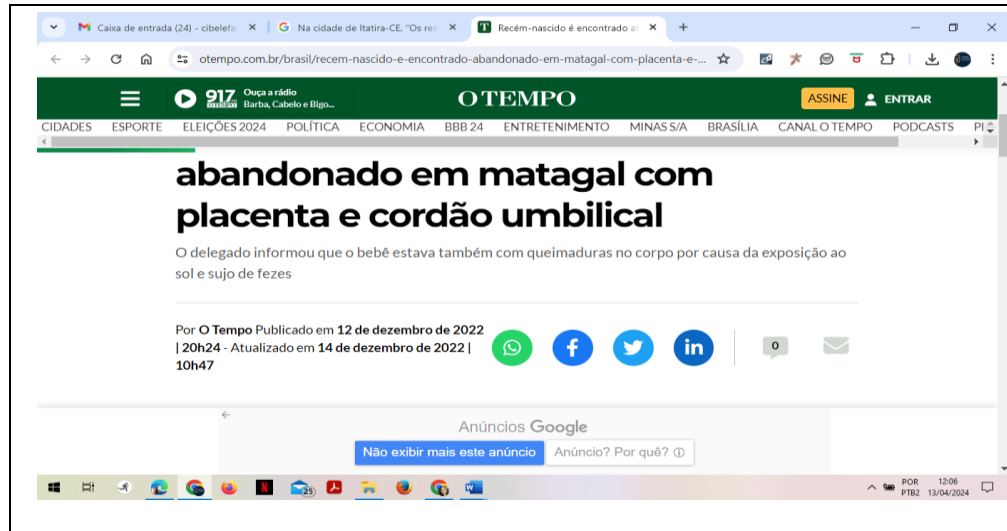 Caixa de entrada (24) - cibelefa
Na cidade de Itatira-CE, "Os res
Recém-nascido é encontrado a
otempo.com.br/brasil/recem-nascido-e-encontrado-abandonado-em-matagal-com-placenta-e-...
917
Ouça a rádio
Barba, Cabelo e Bigo...
O TEMPO
ASSINE
ENTRAR
CIDADES ESPORTE ELEIÇÕES 2024 POLÍTICA ECONOMIA BBB 24 ENTRETENIMENTO MINAS S/A BRASÍLIA CANAL O TEMPO PODCASTS
abandonado em matagal com
placenta e cordão umbilical
O delegado informou que o bebê estava também com queimaduras no corpo por causa da exposição ao
sol e sujo de fezes
Por O Tempo Publicado em 12 de dezembro de 2022
| 20h24 - Atualizado em 14 de dezembro de 2022 |
10h47
0
Anúncios Google
Não exibir mais este anúncio
Anúncio? Por quê?
25
POR
PTB2
12:06
13/04/2024